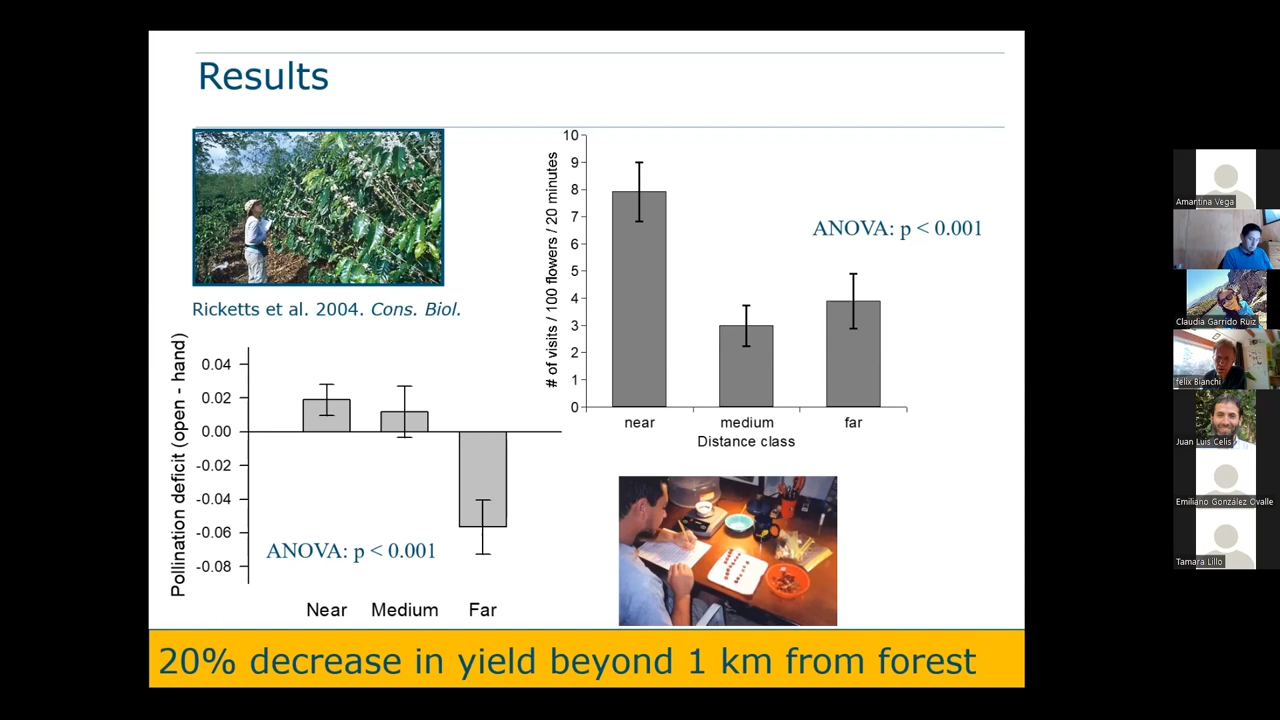 Results
Ricketts et al. 2004. Cons. Biol.
# of visits / 100 flowers / 20 minutes
10
9
8
7
6
5
4
3
2
1
0
near medium far
Distance class
ANOVA: p < 0.001
Pollination deficit (open - hand)
0.04
0.02
0.00
-0.02
-0.04
-0.06
-0.08
ANOVA: p < 0.001
Near Medium Far
20% decrease in yield beyond 1 km from forest
Amantina Vega
Claudia Garrido Ruiz
felix Bianchi
Juan Luis Celis
Emiliano González Ovalle
Tamara Lillo